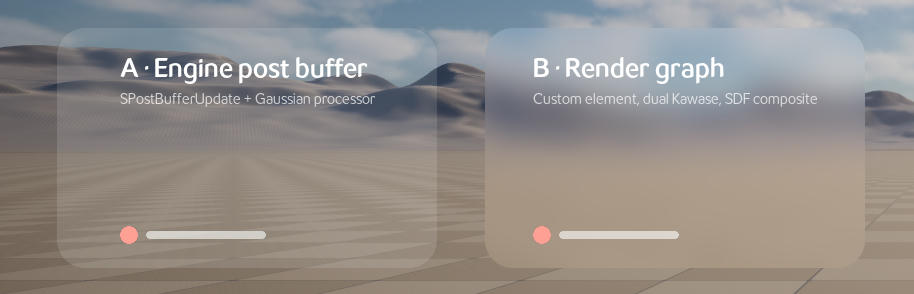 A · Engine post buffer
SPostBufferUpdate + Gaussian processor
B · Render graph
Custom element, dual Kawase, SDF composite